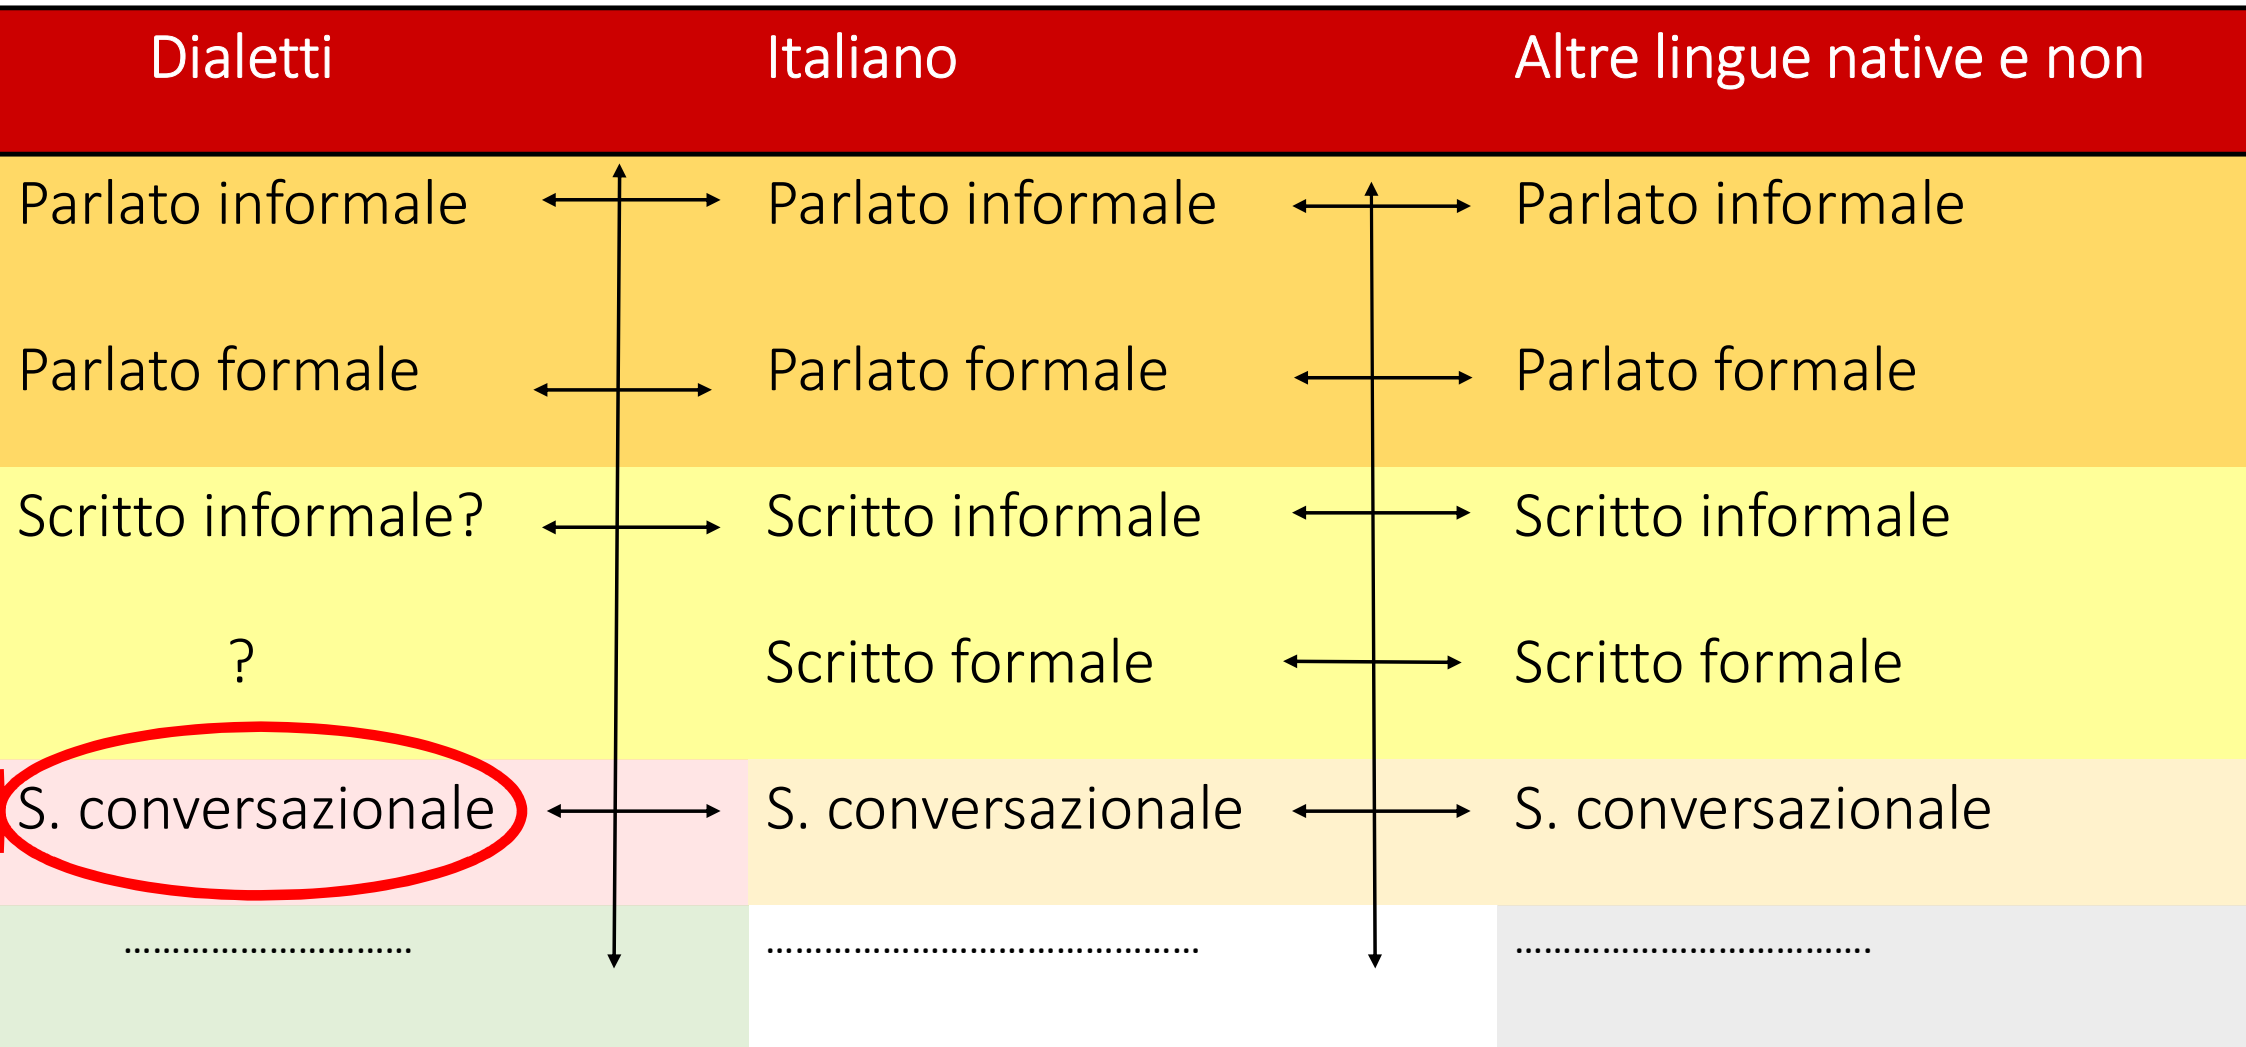 Dialetti Italiano Altre lingue native e non
Parlato informale Parlato informale Parlato informale
Parlato formale Parlato formale Parlato formale
Scritto informale? Scritto informale Scritto informale
? Scritto formale Scritto formale
S. conversazionale S. conversazionale S. conversazionale
………………………… ……………………………………… ……………………………….